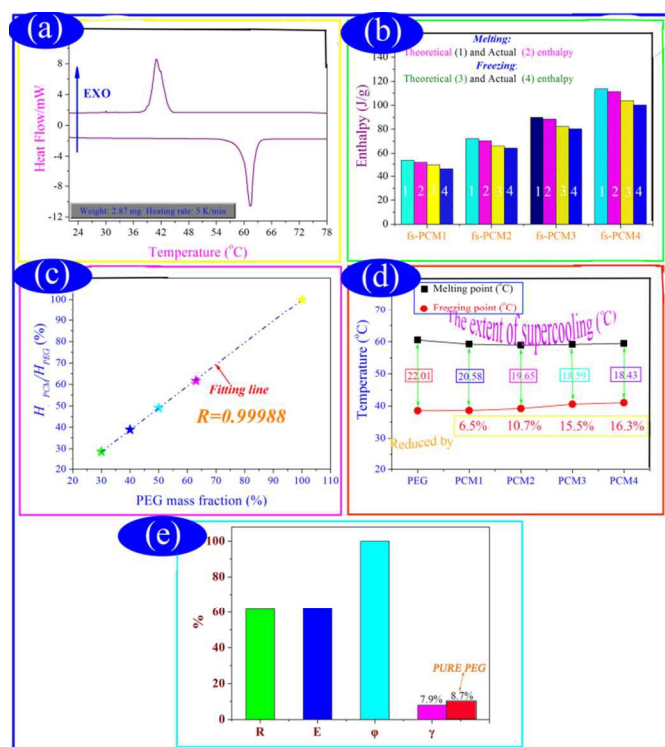 (a)
8
4
0
-4
-8
-12
Heat Flow/mW
EXO
Weight: 2.87 mg Heating rate: 5 K/min
24 30 36 42 48 54 60 66 72 78
Temperature (°C)
(b)
Melting:
Theoretical (1) and Actual (2) enthalpy
Freezing:
Theoretical (3) and Actual (4) enthalpy
160
140
120
100
80
60
40
20
0
Enthalpy (J/g)
1 2 3 4 1 2 3 4 1 2 3 4 1 2 3 4
fs-PCM1 fs-PCM2 fs-PCM3 fs-PCM4
(c)
100
90
80
70
60
50
40
30
20
H_PCM/H_PEG (%)
Fitting line
R=0.99988
20 30 40 50 60 70 80 90 100 110
PEG mass fraction (%)
(d)
Melting point (°C)
Freezing point (°C)
The extent of supercooling (°C)
70
60
50
40
30
20
Temperature (°C)
22.01 20.58 19.65 18.59 18.43
Reduced by 6.5% 10.7% 15.5% 16.3%
PEG PCM1 PCM2 PCM3 PCM4
(e)
100
80
60
40
20
0
%
PURE PEG
7.9% 8.7%
R E φ γ